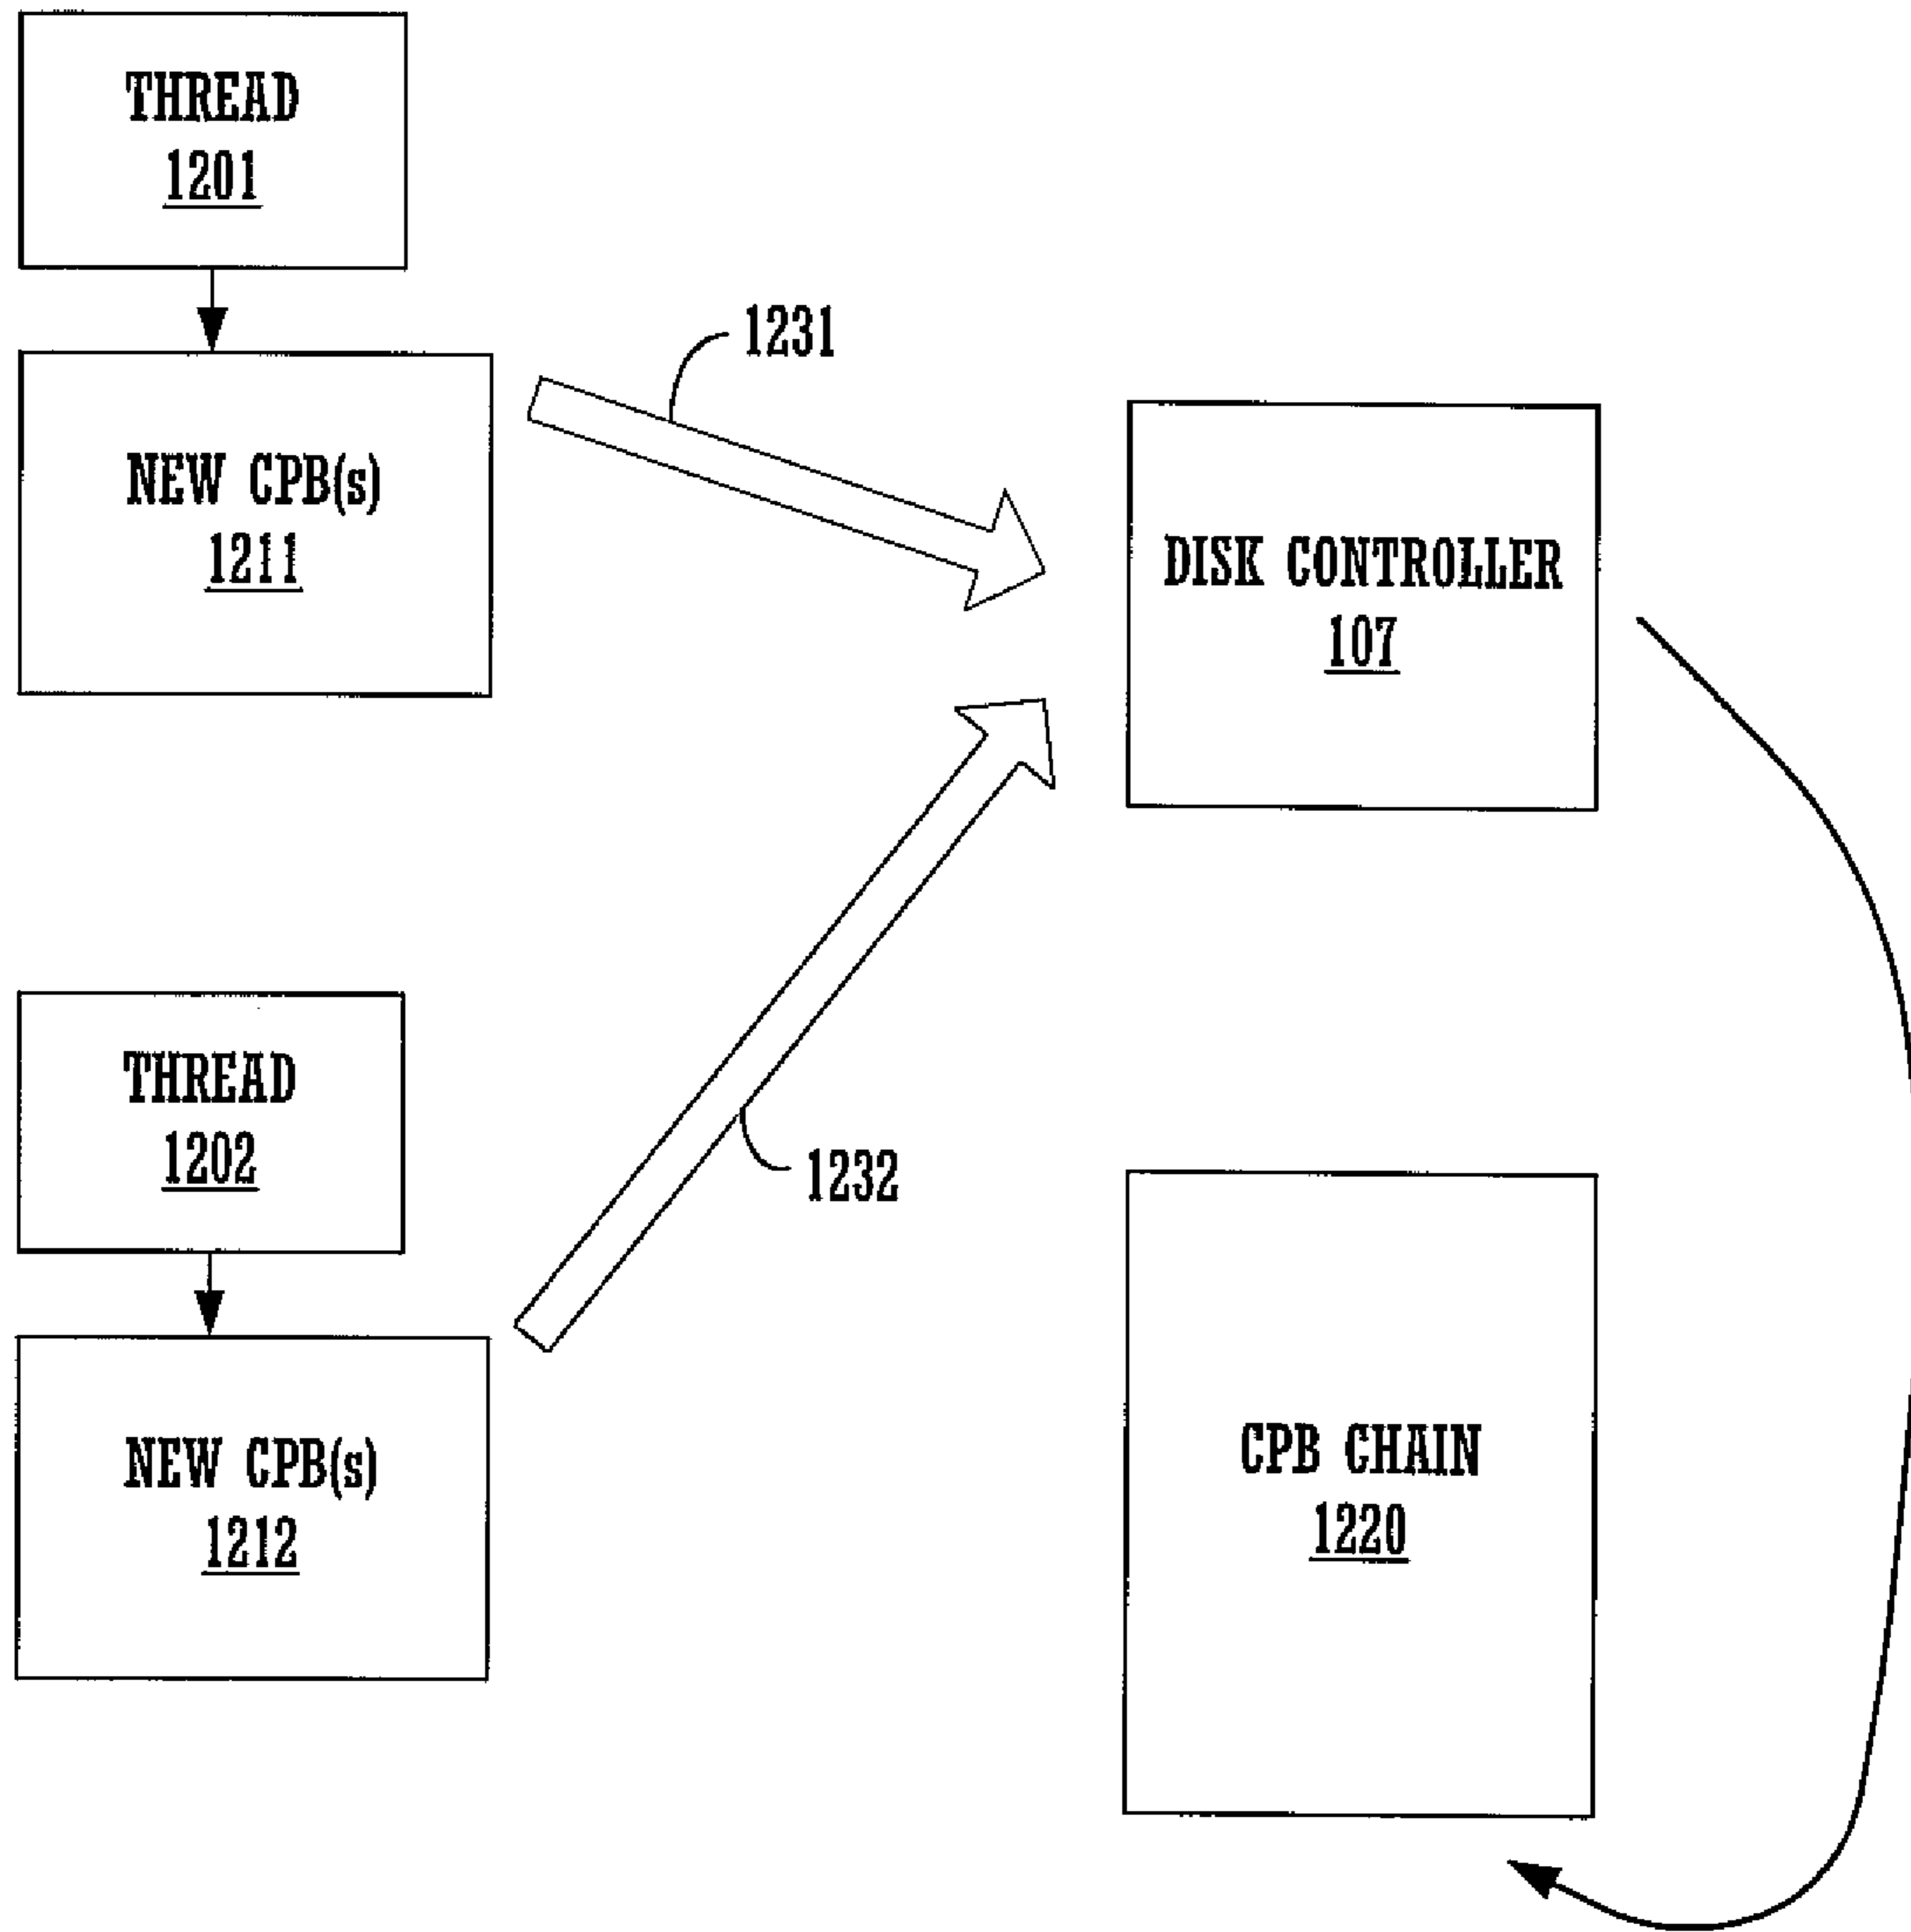 THREAD
1201
NEW CPB(s)
1211
1231
DISK CONTROLLER
107
THREAD
1202
NEW CPB(s)
1212
1232
CPB CHAIN
1220